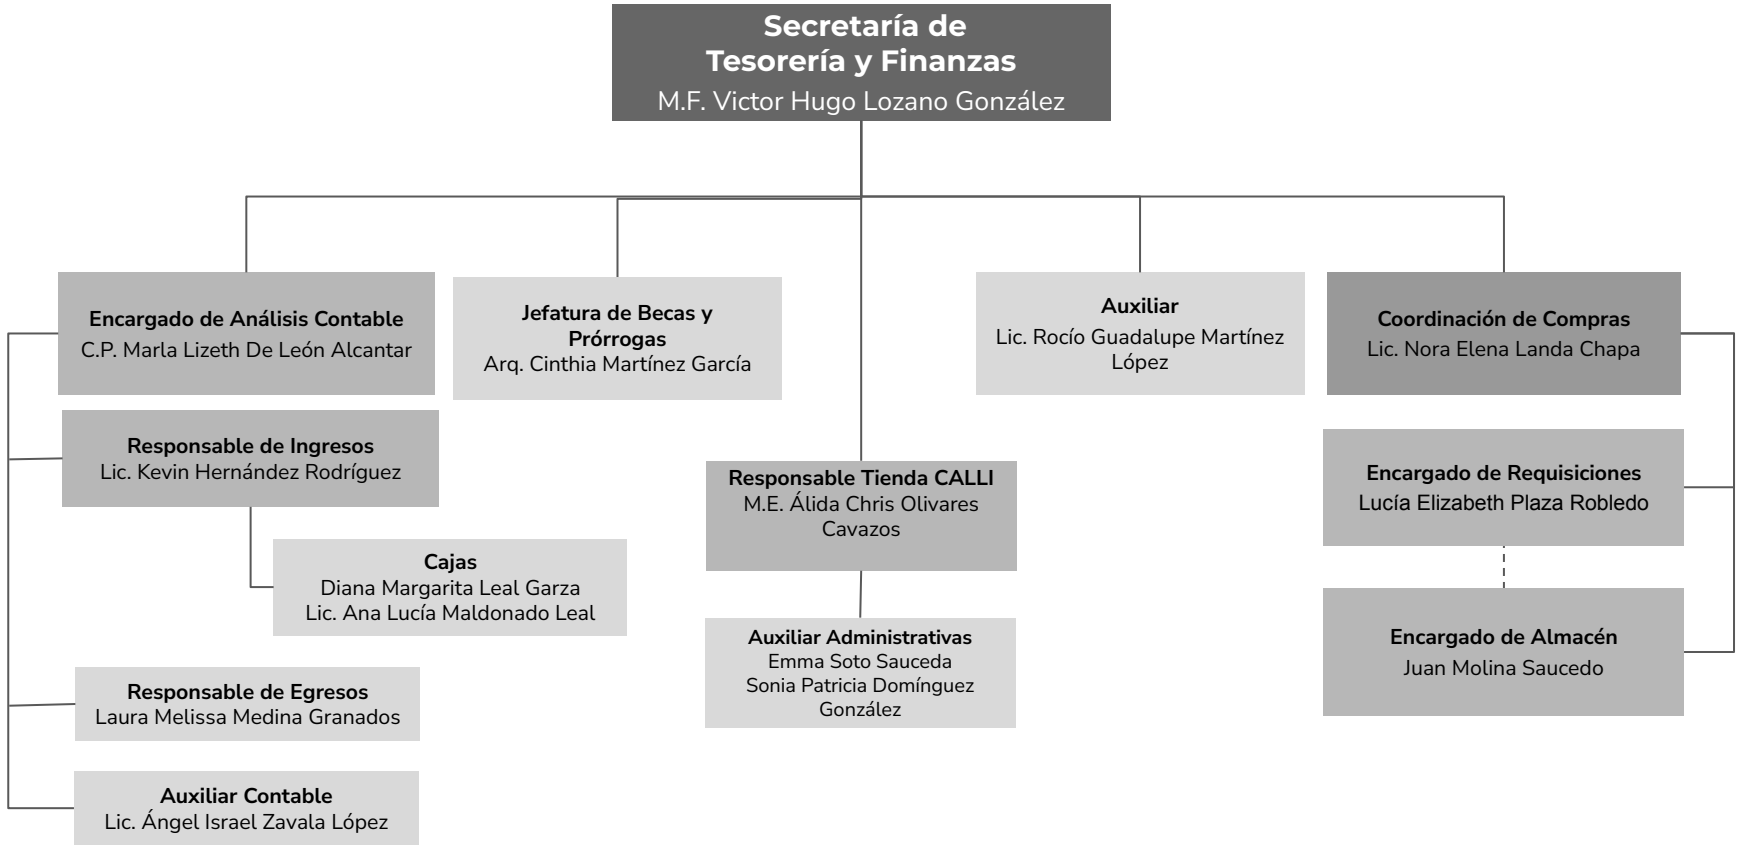 Secretaría de
Tesorería y Finanzas
M.F. Victor Hugo Lozano González
Encargado de Análisis Contable
C.P. Marla Lizeth De León Alcantar
Jefatura de Becas y
Prórrogas
Arq. Cinthia Martínez García
Auxiliar
Lic. Rocío Guadalupe Martínez
López
Coordinación de Compras
Lic. Nora Elena Landa Chapa
Responsable de Ingresos
Lic. Kevin Hernández Rodríguez
Cajas
Diana Margarita Leal Garza
Lic. Ana Lucía Maldonado Leal
Responsable de Egresos
Laura Melissa Medina Granados
Auxiliar Contable
Lic. Ángel Israel Zavala López
Responsable Tienda CALLI
M.E. Álida Chris Olivares
Cavazos
Auxiliar Administrativas
Emma Soto Sauceda
Sonia Patricia Domínguez
González
Encargado de Requisiciones
Lucía Elizabeth Plaza Robledo
Encargado de Almacén
Juan Molina Saucedo